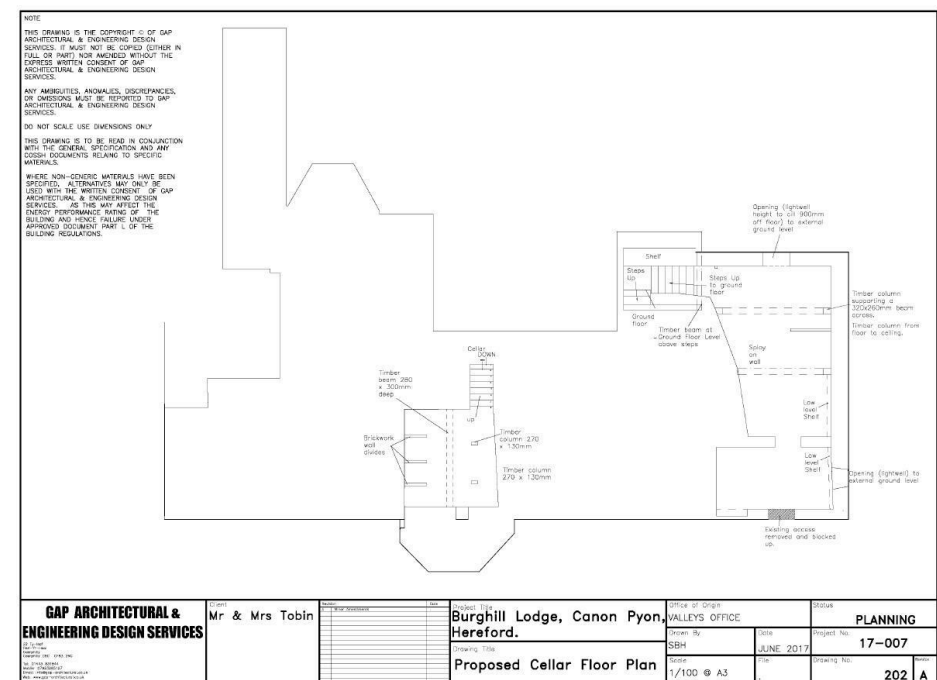 NOTE
THIS DRAWING IS THE COPYRIGHT © OF GAP
ARCHITECTURAL & ENGINEERING DESIGN
SERVICES. IT MUST NOT BE COPIED (EITHER IN
FULL OR PART) NOR AMENDED WITHOUT THE
EXPRESS WRITTEN CONSENT OF GAP
ARCHITECTURAL & ENGINEERING DESIGN
SERVICES.
ANY AMBIGUITIES, ANOMALIES, DISCREPANCIES,
OR OMISSIONS MUST BE REPORTED TO GAP
ARCHITECTURAL & ENGINEERING DESIGN
SERVICES.
DO NOT SCALE USE DIMENSIONS ONLY
THIS DRAWING IS TO BE READ IN CONJUNCTION
WITH THE GENERAL SPECIFICATION AND ANY
COSSH DOCUMENTS RELAING TO SPECIFIC
MATERIALS.
WHERE NON-GENERIC MATERIALS HAVE BEEN
SPECIFIED, ALTERNATIVES MAY ONLY BE
USED WITH THE WRITTEN CONSENT OF GAP
ARCHITECTURAL & ENGINEERING DESIGN
SERVICES. AS THIS MAY AFFECT THE
ENERGY PERFORMANCE RATING OF THE
BUILDING AND HENCE FAILURE UNDER
APPROVED DOCUMENT PART L OF THE
BUILDING REGULATIONS.
Opening (lightwell
height to cill 900mm
off floor) to external
ground level
Shelf
Steps
Up
Steps Up
to ground
floor
Ground
floor
Timber beam at
Ground Floor Level
above steps
Timber column
supporting a
320x260mm beam
across.
Timber column from
floor to ceiling.
Splay
on
wall
Cellar
DOWN
Timber
beam 280
x 300mm
deep
up
Low
level
Shelf
Brickwork
wall
divides
Timber
column 270
x 130mm
Low
level
Shelf
Timber column
270 x 130mm
Opening (lightwell) to
external ground level
Existing access
removed and blocked
up.
GAP ARCHITECTURAL &
ENGINEERING DESIGN SERVICES
Client
Mr & Mrs Tobin
Project Title
Burghill Lodge, Canon Pyon,
Hereford.
Drawing Title
Proposed Cellar Floor Plan
Office of Origin
VALLEYS OFFICE
Drawn By
SBH
Date
JUNE 2017
Scale
1/100 @ A3
File
Status
PLANNING
Project No.
17-007
Drawing No.
202
A